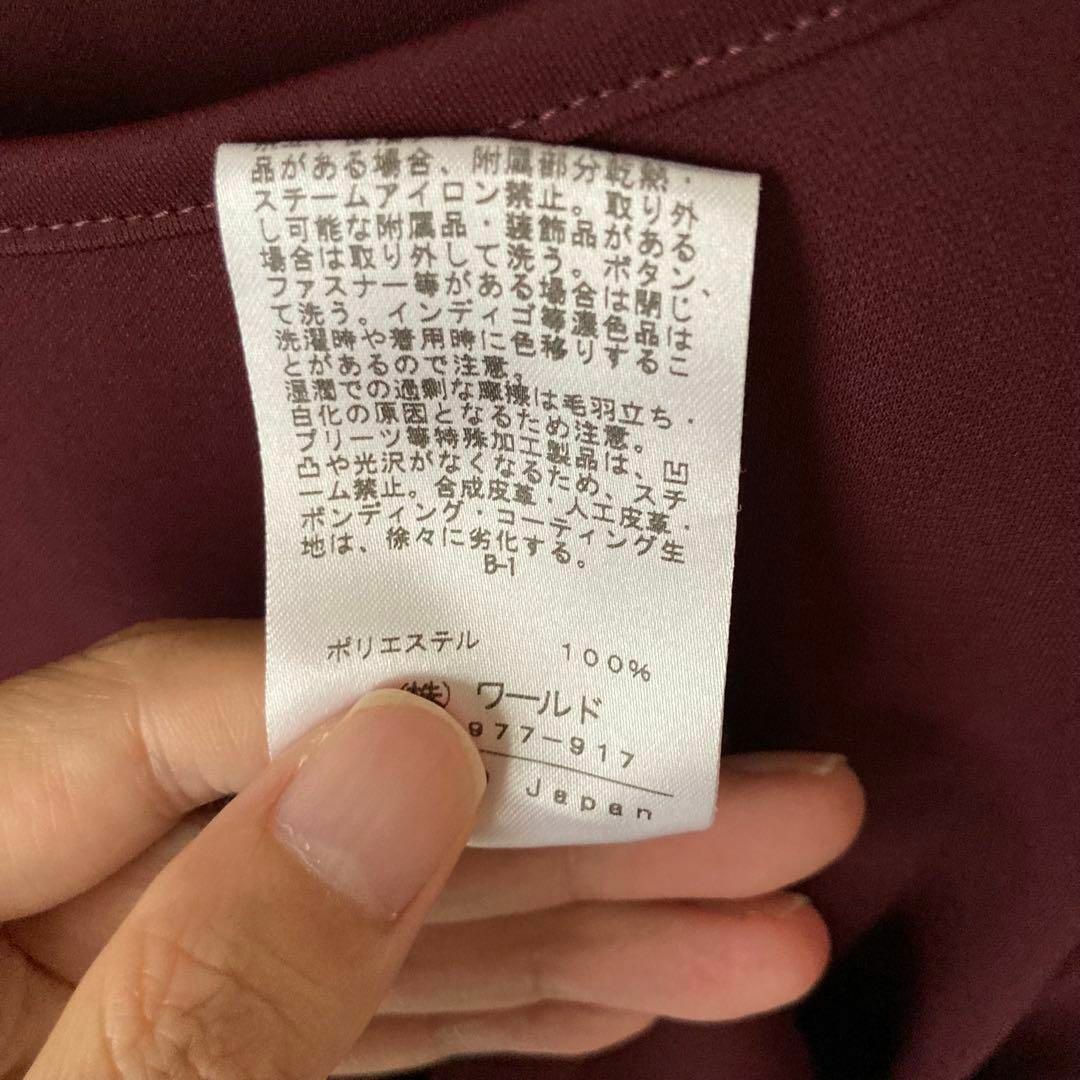 品がある場合、附属部分乾熱・
スチームアイロン禁止。取り外
し可能な附属品・装飾品がある
場合は取り外して洗う。ボタン、
ファスナー等がある場合は閉じ
て洗う。インディゴ等濃色品は
洗濯時や着用時に色移りするこ
とがあるので注意。
湿潤での過剰な摩擦は毛羽立ち・
白化の原因となるため注意。
プリーツ等特殊加工製品は、凹
凸や光沢がなくなるため、スチ
ーム禁止。合成皮革・人工皮革・
ボンディング・コーティング生
地は、徐々に劣化する。
B-1
ポリエステル 100%
(株) ワールド
977-917
Japan